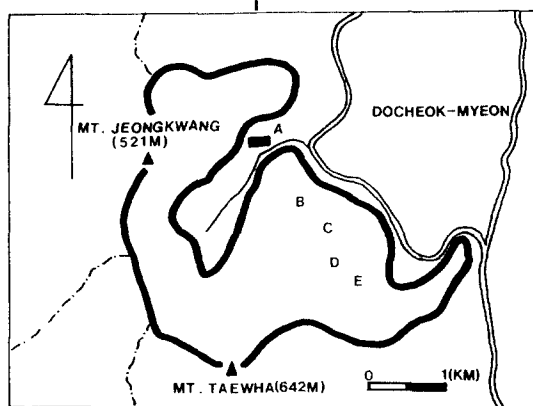 DOCHEOK-MYEON
A
MT. JEONGKWANG
(521M)
B
C
D
E
0 1(KM)
MT. TAEWHA(642M)